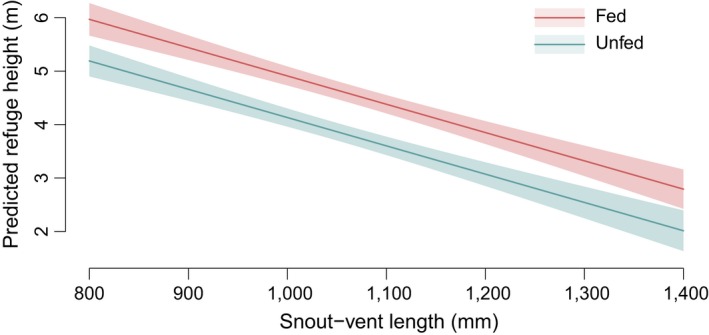 Predicted refuge height (m)
6
5
4
3
2
Fed
Unfed
800 900 1,000 1,100 1,200 1,300 1,400
Snout−vent length (mm)